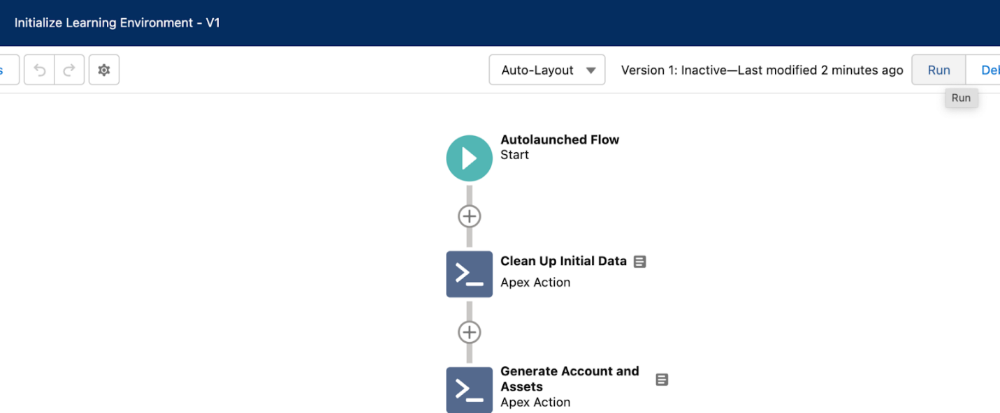 Initialize Learning Environment - V1
s
Auto-Layout
Version 1: Inactive—Last modified 2 minutes ago
Run
Deb
Run
Autolaunched Flow
Start
Clean Up Initial Data
Apex Action
Generate Account and
Assets
Apex Action